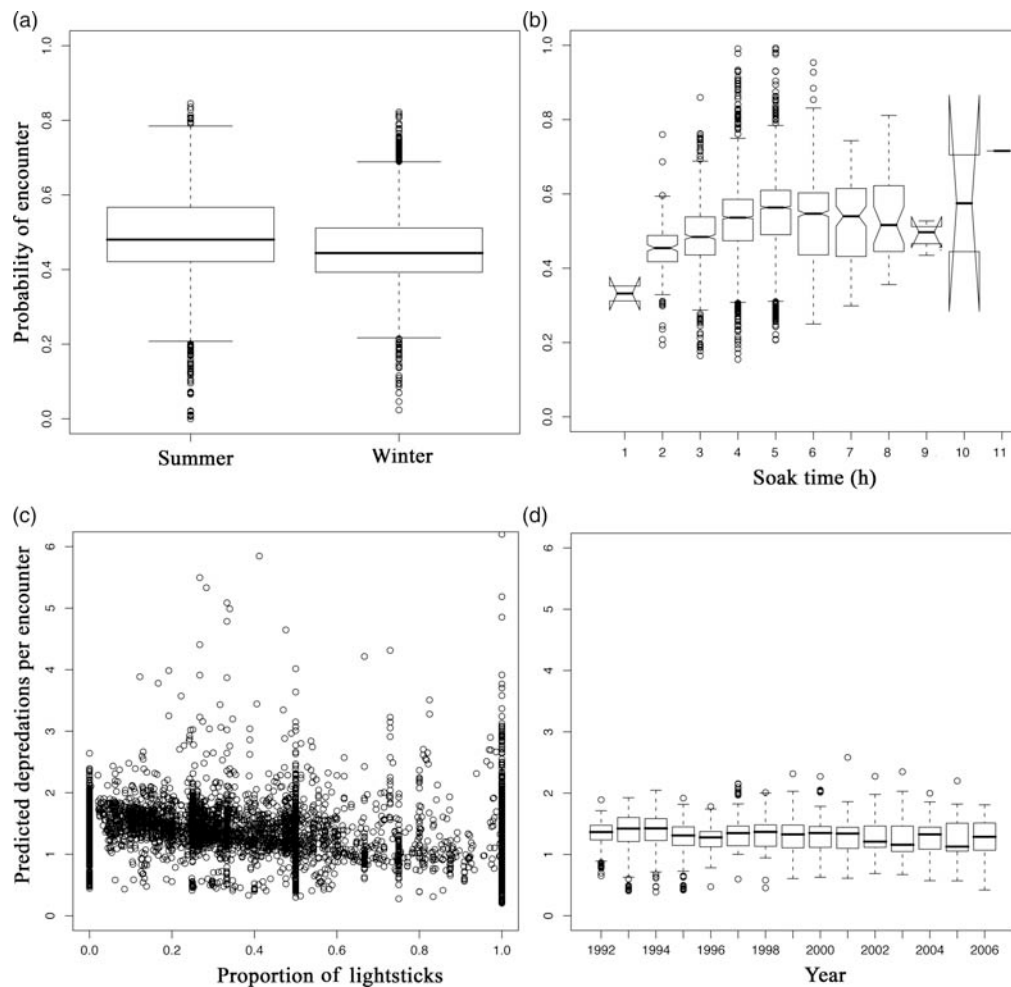 (a)
Probability of encounter
1.0
0.8
0.6
0.4
0.2
0.0
Summer Winter
(b)
1.0
0.8
0.6
0.4
0.2
0.0
1 2 3 4 5 6 7 8 9 10 11
Soak time (h)
(c)
Predicted depredations per encounter
6
5
4
3
2
1
0
0.0 0.2 0.4 0.6 0.8 1.0
Proportion of lightsticks
(d)
6
5
4
3
2
1
0
1992 1994 1996 1998 2000 2002 2004 2006
Year